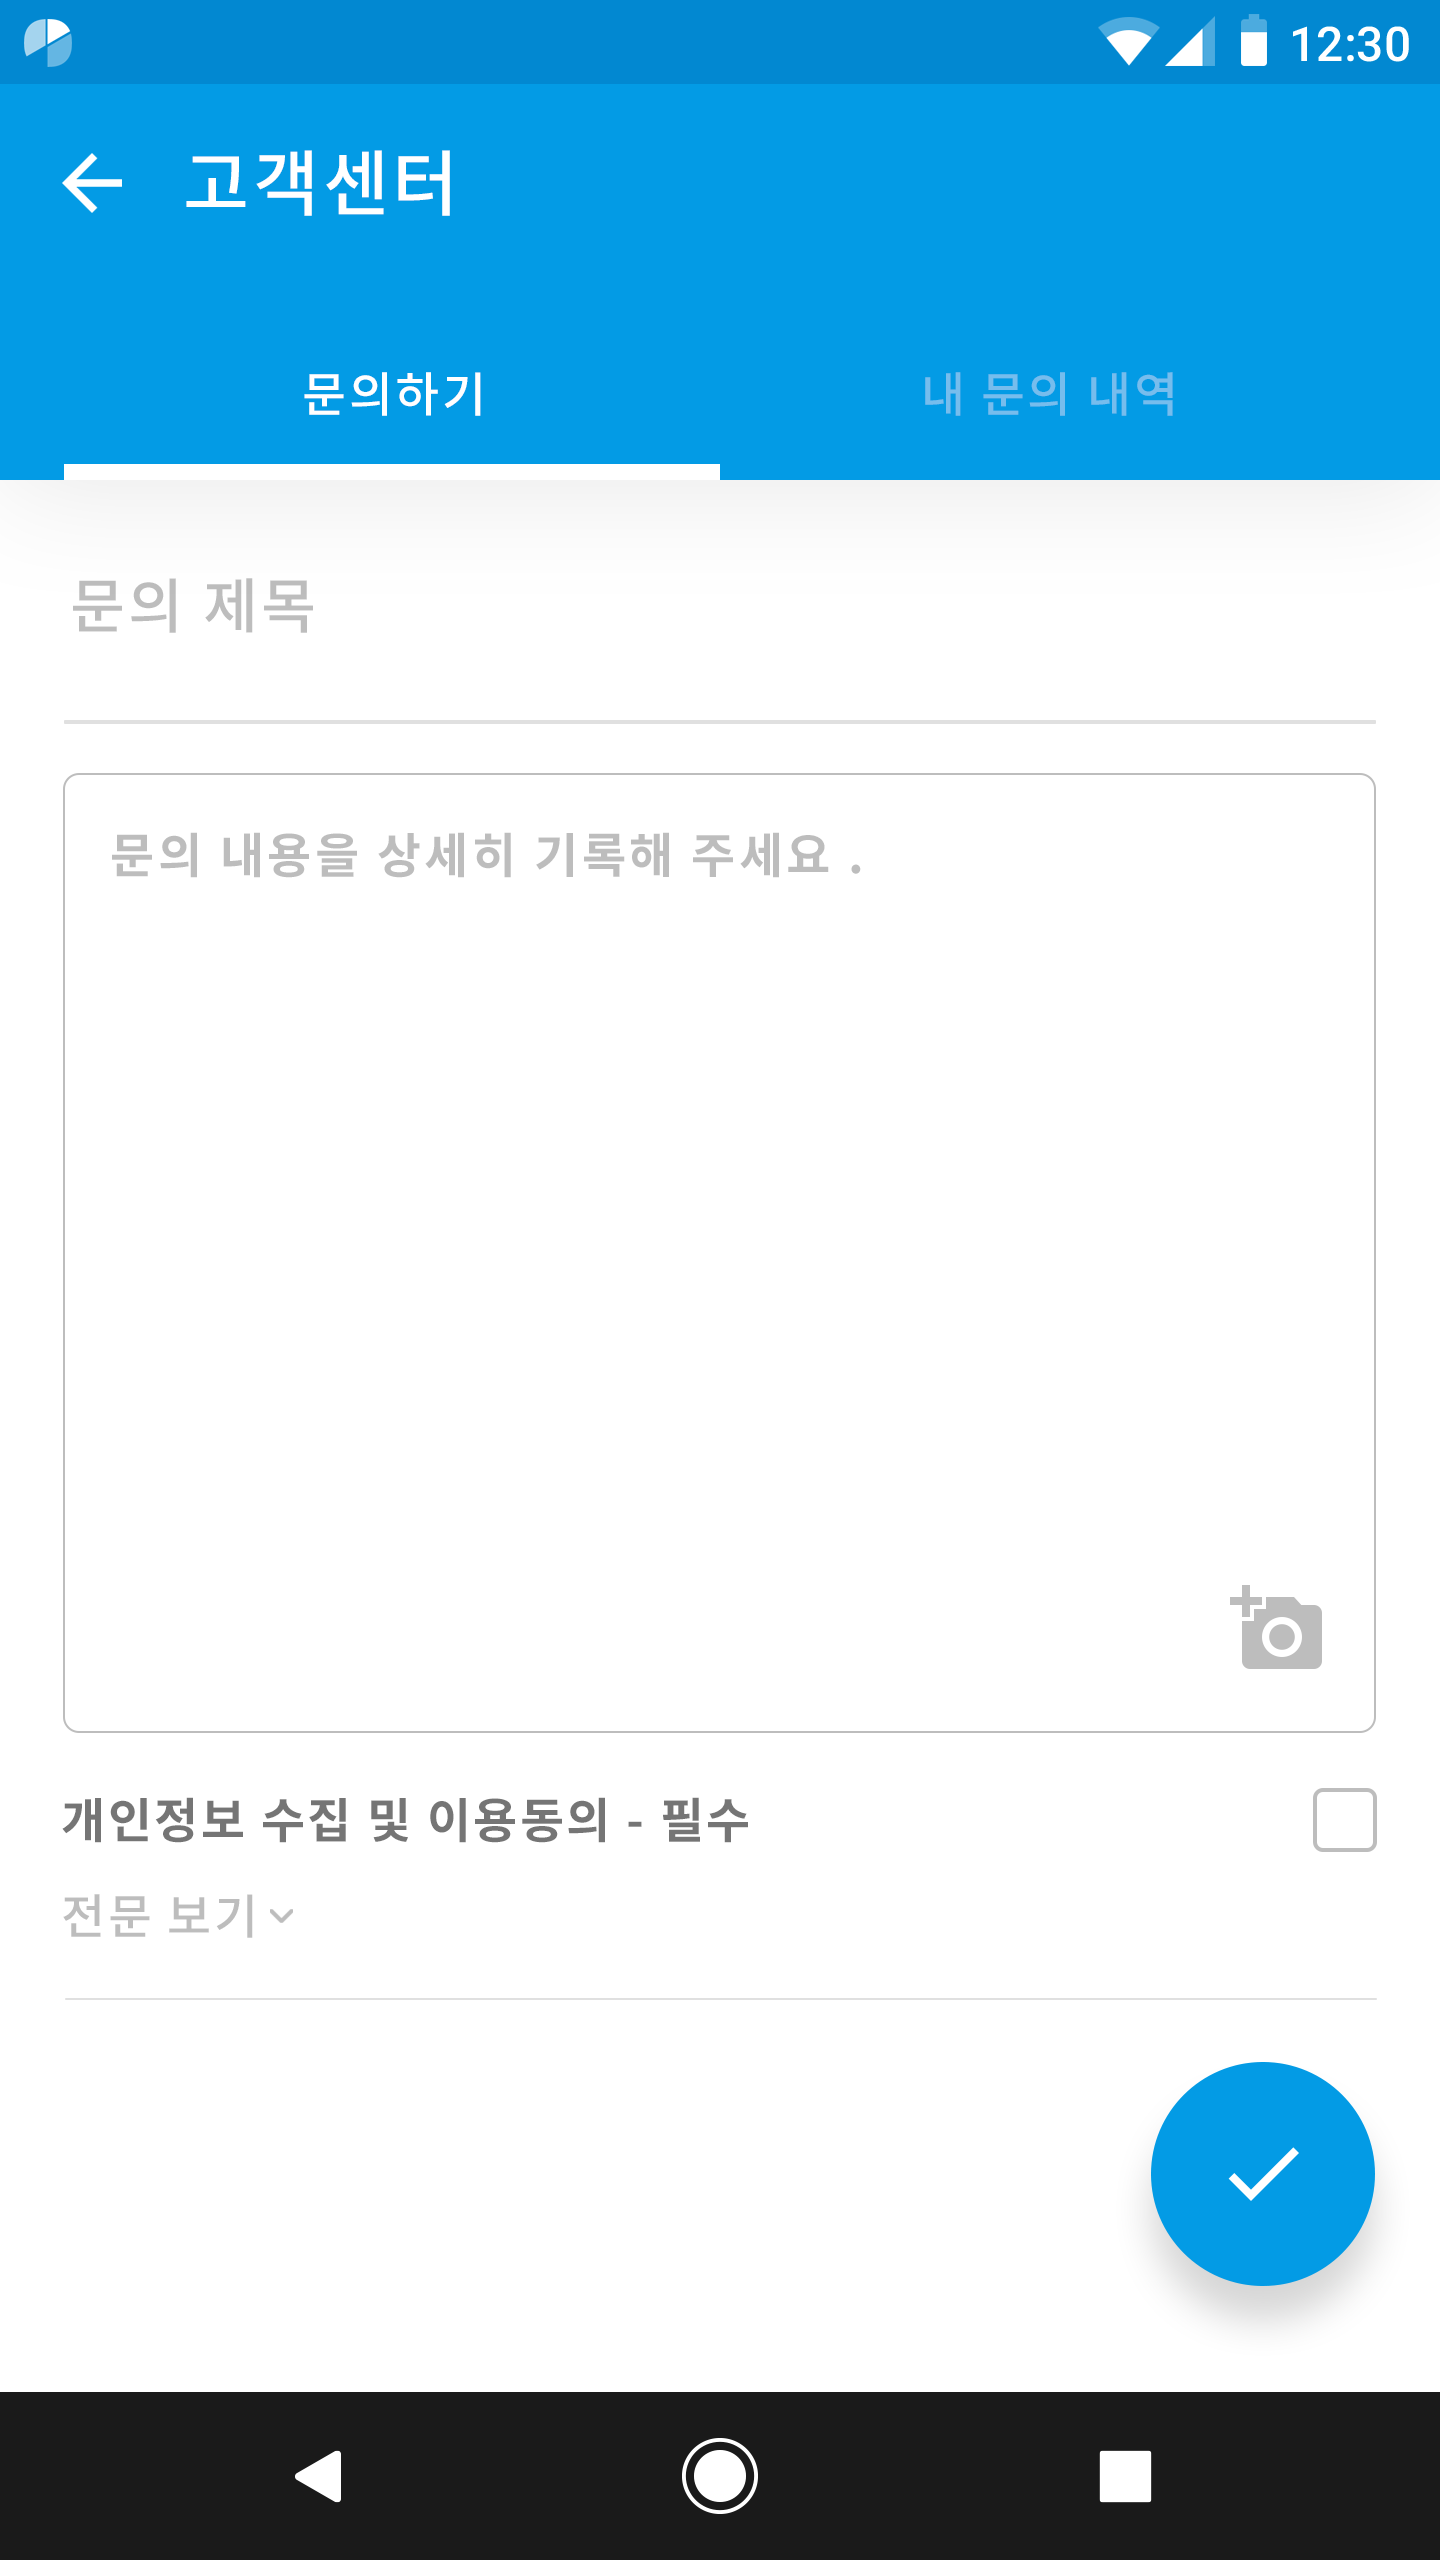 12:30
고객센터
문의하기
내 문의 내역
문의 제목
문의 내용을 상세히 기록해 주세요 .
개인정보 수집 및 이용동의 - 필수
전문 보기